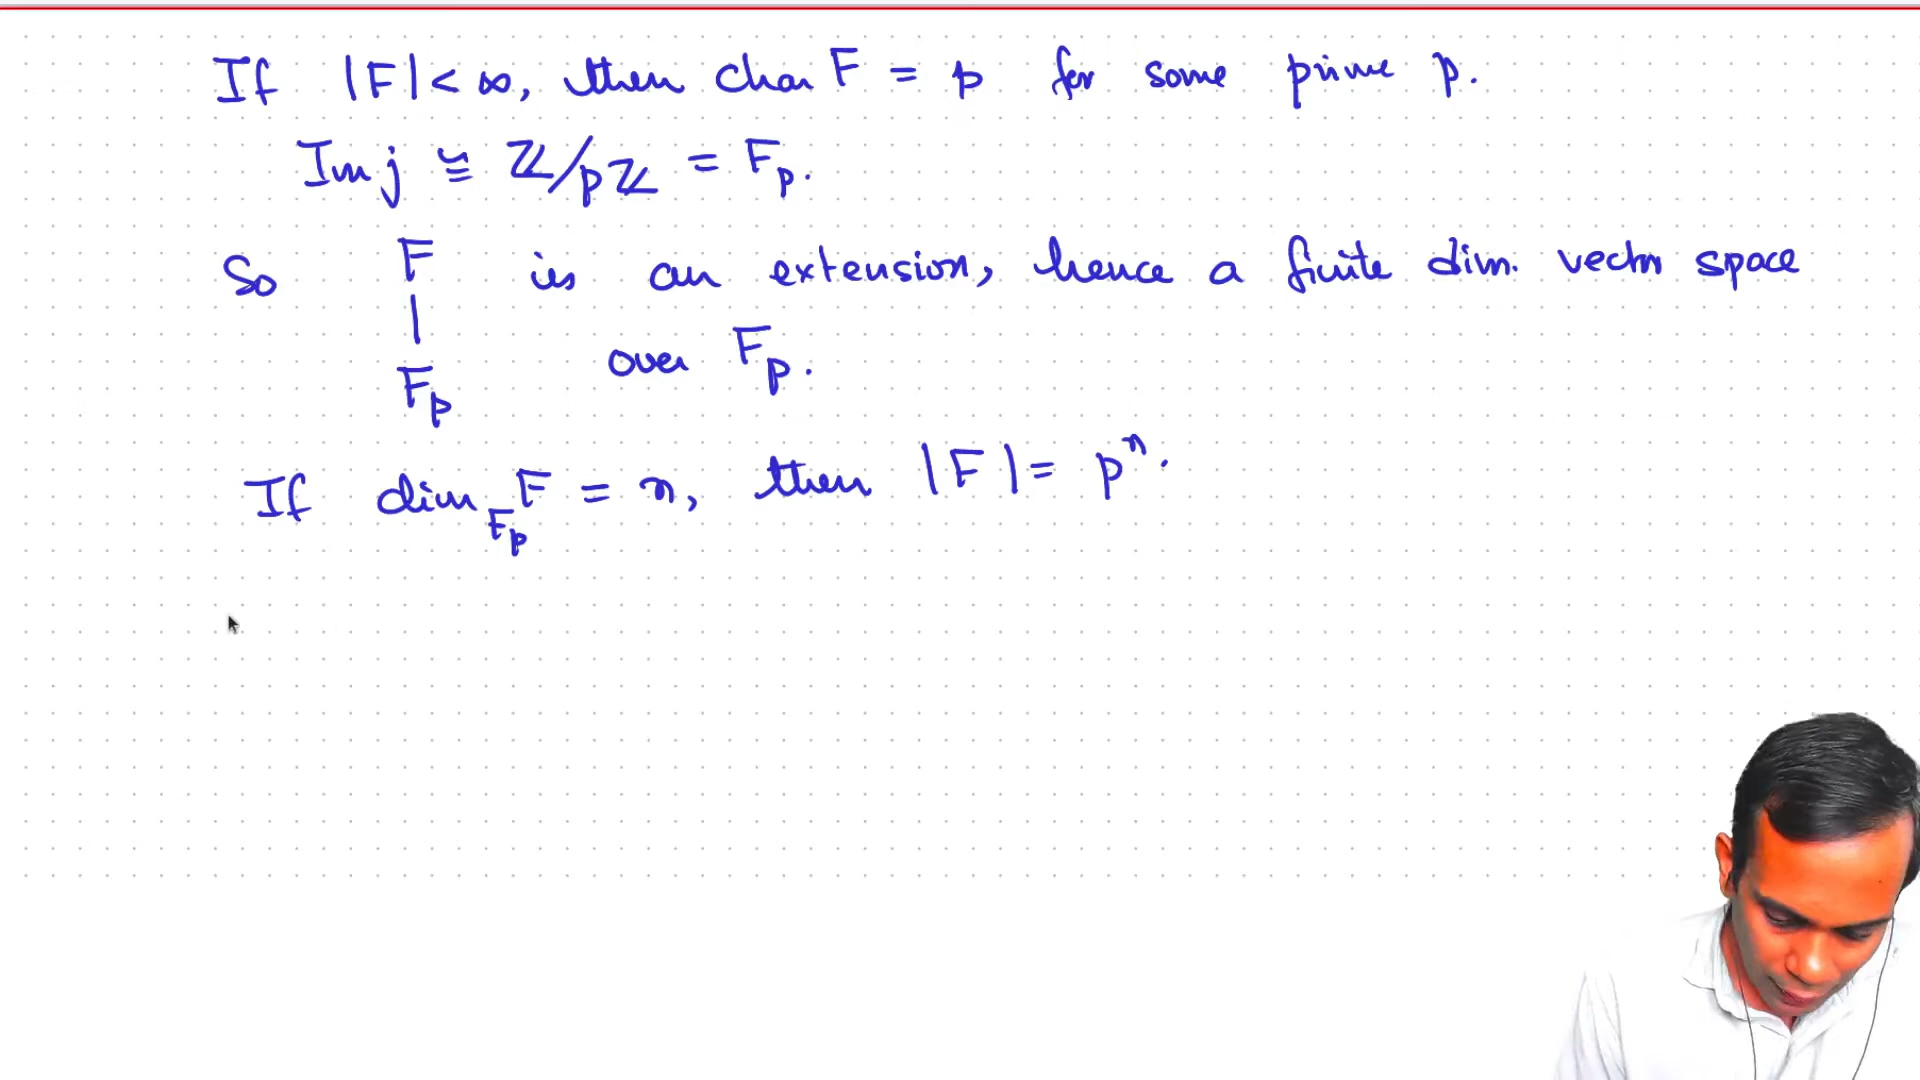 If |F| < ∞, then char F = p for some prime p.
Im j ≅ ℤ/pℤ = F_p.
So F is an extension, hence a finite dim. vector space
|
F_p over F_p.
If dim_{F_p} F = n, then |F| = p^n.